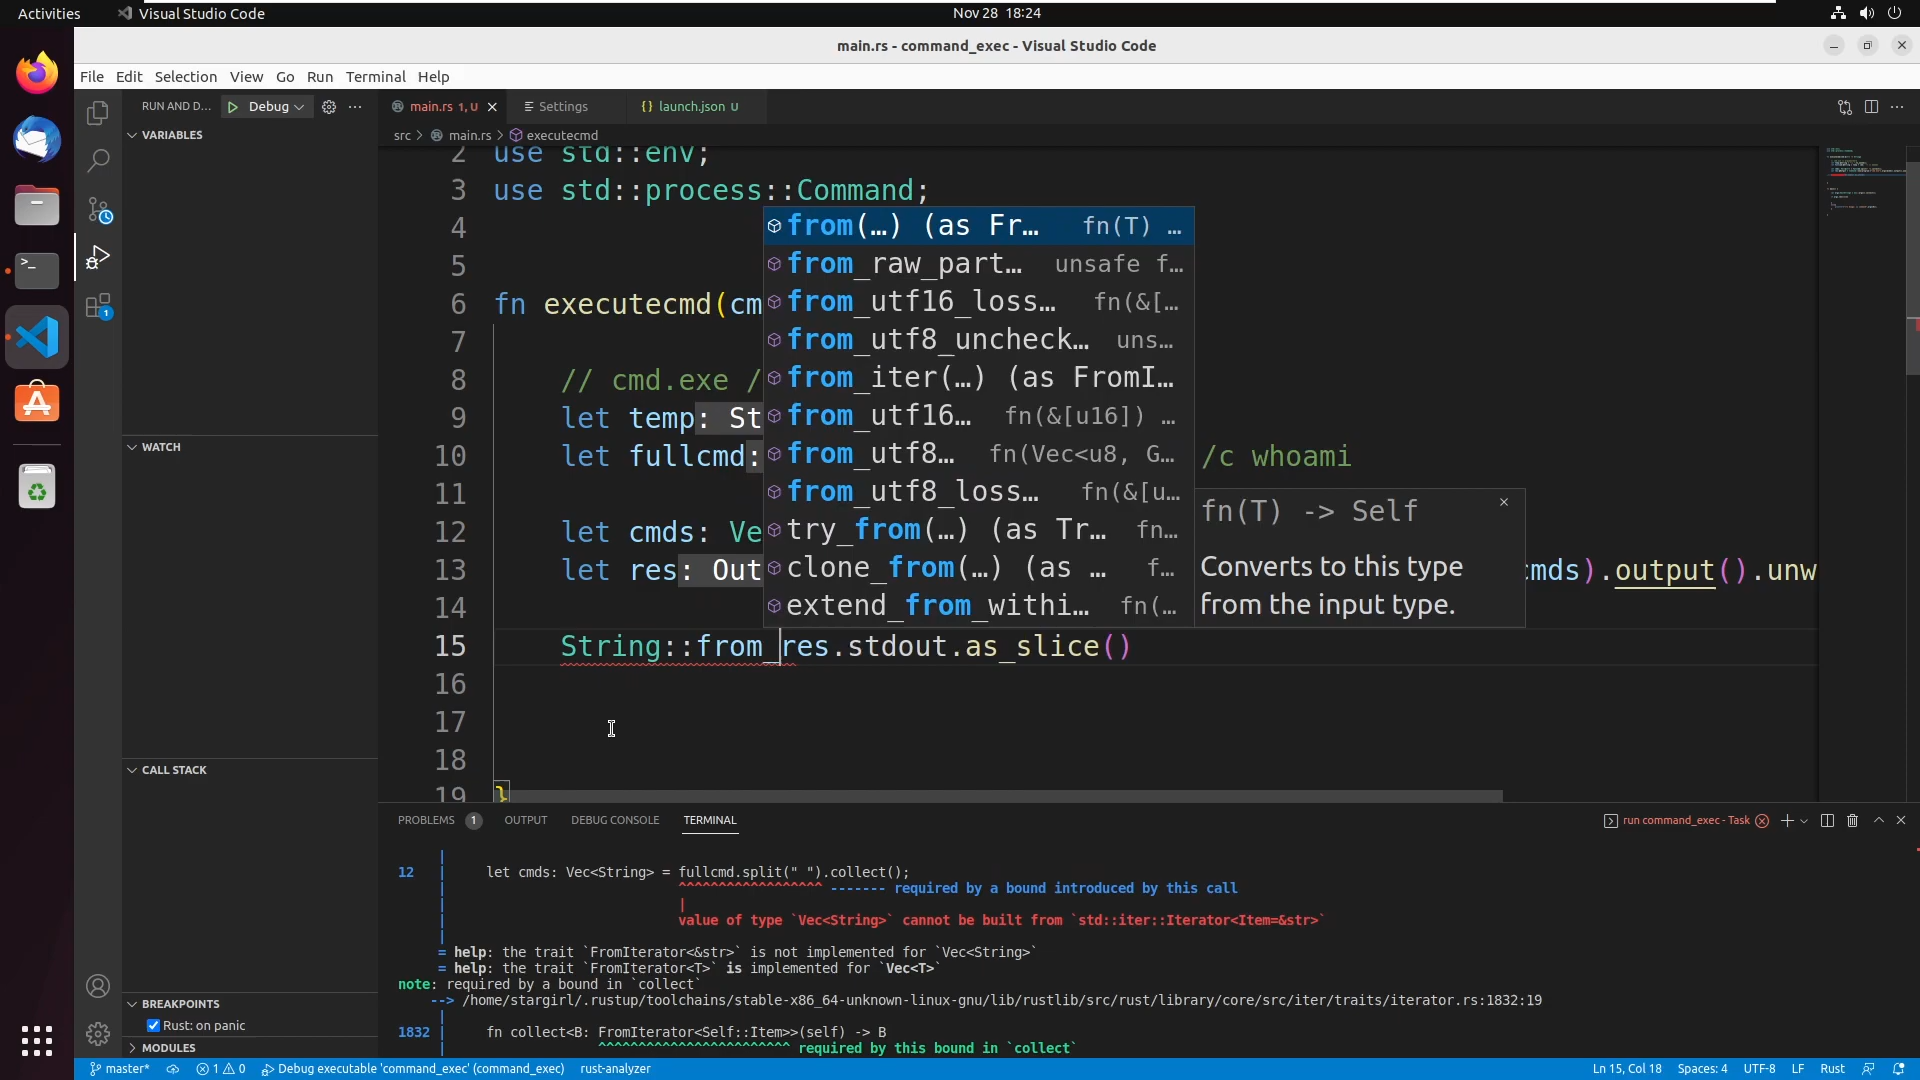 Activities
Visual Studio Code
Nov 28 18:24
main.rs - command_exec - Visual Studio Code
File Edit Selection View Go Run Terminal Help
RUN AND D...
Debug
main.rs 1, U
Settings
{} launch.json U
src > main.rs > executecmd
VARIABLES
WATCH
CALL STACK
BREAKPOINTS
Rust: on panic
MODULES
1
2 use std::env;
3 use std::process::Command;
4
5
6 fn executecmd(cm
7
8 // cmd.exe /
9 let temp: St
10 let fullcmd: /c whoami
11
12 let cmds: Ve
13 let res: Out cmds).output().unw
14
15 String::from_res.stdout.as_slice()
16
17
18
19 }
from(…) (as Fr… fn(T) …
from_raw_part… unsafe f…
from_utf16_loss… fn(&[…
from_utf8_uncheck… uns…
from_iter(…) (as FromI…
from_utf16… fn(&[u16]) …
from_utf8… fn(Vec<u8, G…
from_utf8_loss… fn(&[u…
try_from(…) (as Tr… fn…
clone_from(…) (as … f…
extend_from_withi… fn(…
fn(T) -> Self
Converts to this type
from the input type.
PROBLEMS 1 OUTPUT DEBUG CONSOLE TERMINAL
run command_exec - Task
|
12 | let cmds: Vec<String> = fullcmd.split(" ").collect();
| ^^^^^^^^^^^^^^^^^^ ------- required by a bound introduced by this call
| |
| value of type `Vec<String>` cannot be built from `std::iter::Iterator<Item=&str>`
|
= help: the trait `FromIterator<&str>` is not implemented for `Vec<String>`
= help: the trait `FromIterator<T>` is implemented for `Vec<T>`
note: required by a bound in `collect`
--> /home/stargirl/.rustup/toolchains/stable-x86_64-unknown-linux-gnu/lib/rustlib/src/rust/library/core/src/iter/traits/iterator.rs:1832:19
|
1832 | fn collect<B: FromIterator<Self::Item>>(self) -> B
| ^^^^^^^^^^^^^^^^^^^^^^^^ required by this bound in `collect`
master* 1 0 Debug executable 'command_exec' (command_exec) rust-analyzer
Ln 15, Col 18 Spaces: 4 UTF-8 LF Rust